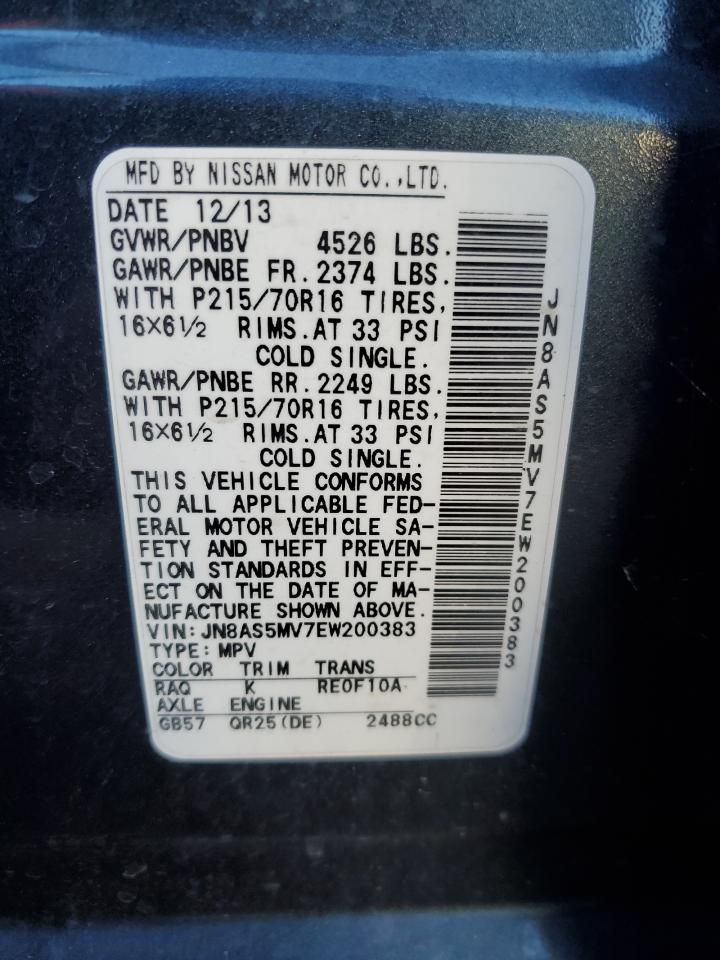 MFD BY NISSAN MOTOR CO.,LTD.
DATE 12/13
GVWR/PNBV 4526 LBS.
GAWR/PNBE FR.2374 LBS.
WITH P215/70R16 TIRES,
16X6½ RIMS.AT 33 PSI
COLD SINGLE.
GAWR/PNBE RR.2249 LBS.
WITH P215/70R16 TIRES,
16X6½ RIMS.AT 33 PSI
COLD SINGLE.
THIS VEHICLE CONFORMS
TO ALL APPLICABLE FED-
ERAL MOTOR VEHICLE SA-
FETY AND THEFT PREVEN-
TION STANDARDS IN EFF-
ECT ON THE DATE OF MA-
NUFACTURE SHOWN ABOVE.
VIN:JN8AS5MV7EW200383
TYPE:MPV
COLOR TRIM TRANS
RAQ K RE0F10A
AXLE ENGINE
GB57 QR25(DE) 2488CC
JN8AS5MV7EW200383